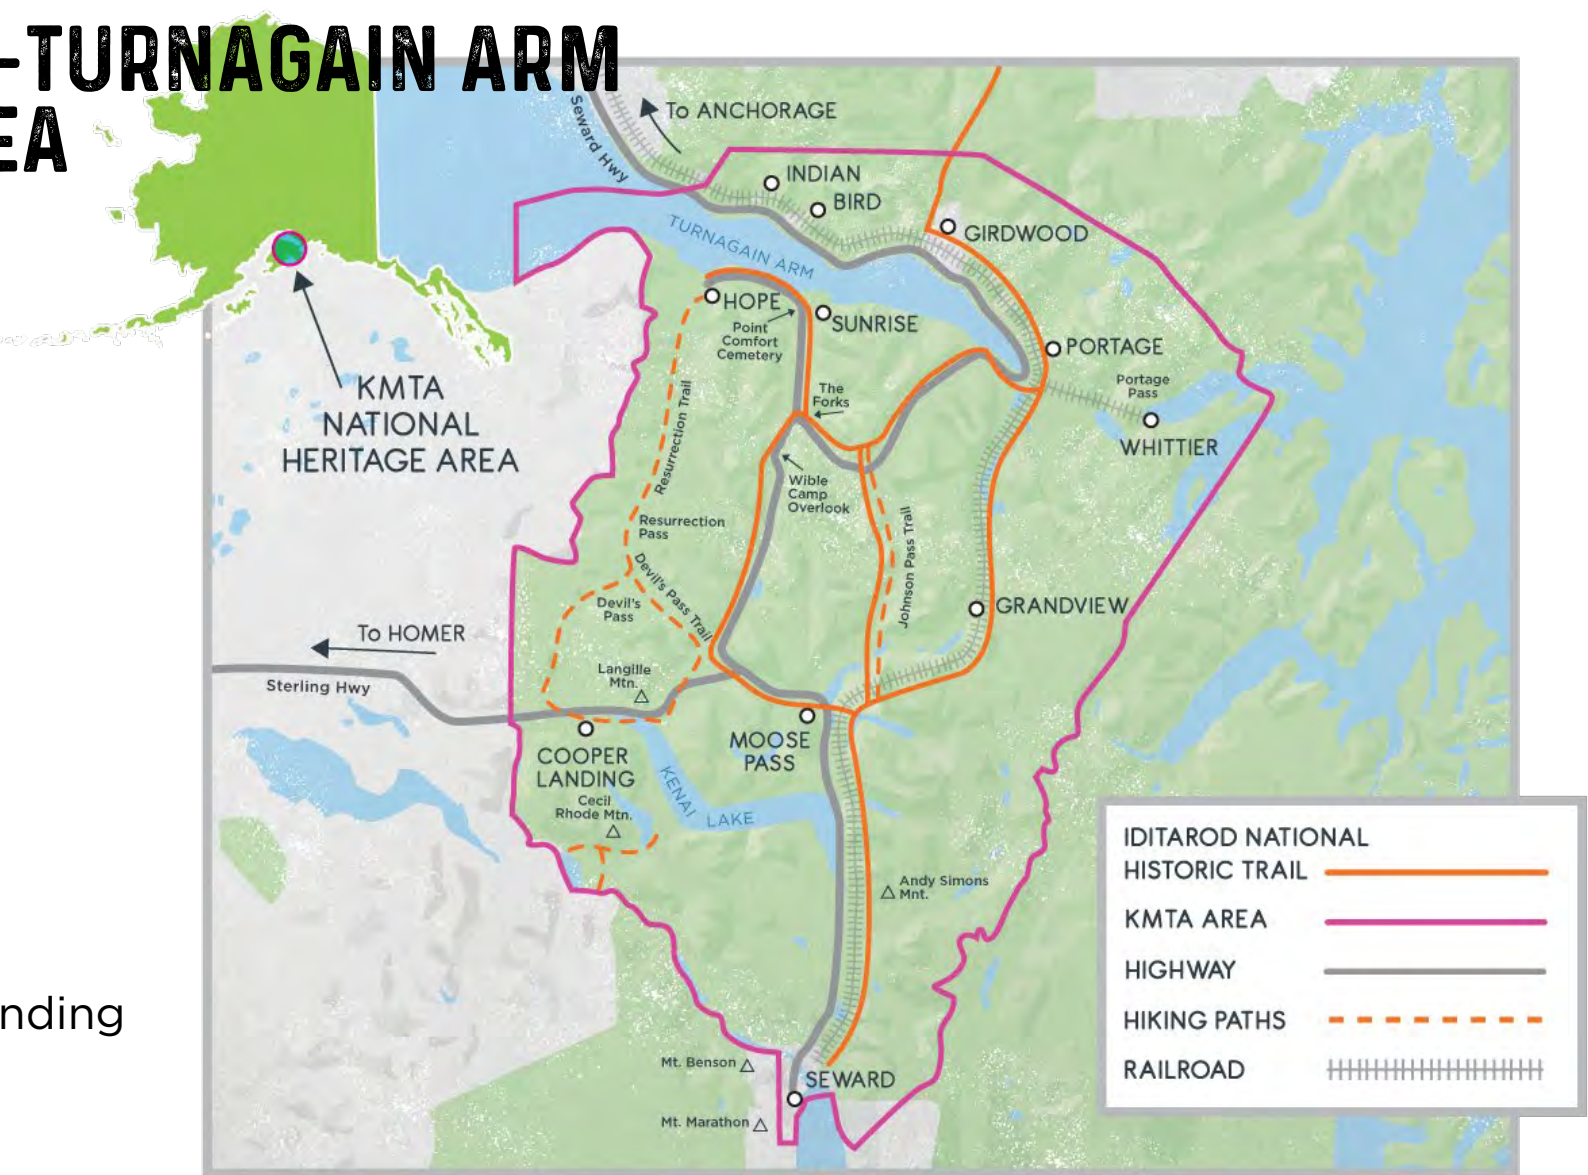 -TURNAGAIN ARM
EA
To ANCHORAGE
Seward Hwy
INDIAN
BIRD
GIRDWOOD
TURNAGAIN ARM
HOPE
SUNRISE
Point
Comfort
Cemetery
PORTAGE
Portage
Pass
WHITTIER
The
Forks
KMTA
NATIONAL
HERITAGE AREA
Resurrection Trail
Wible
Camp
Overlook
Resurrection
Pass
Johnson Pass Trail
Devil's Pass Trail
Devil's
Pass
GRANDVIEW
To HOMER
Sterling Hwy
Langille
Mtn.
MOOSE
PASS
COOPER
LANDING
Cecil
Rhode Mtn.
KENAI
LAKE
Andy Simons
Mnt.
IDITAROD NATIONAL
HISTORIC TRAIL
KMTA AREA
HIGHWAY
HIKING PATHS
RAILROAD
nding
Mt. Benson
SEWARD
Mt. Marathon